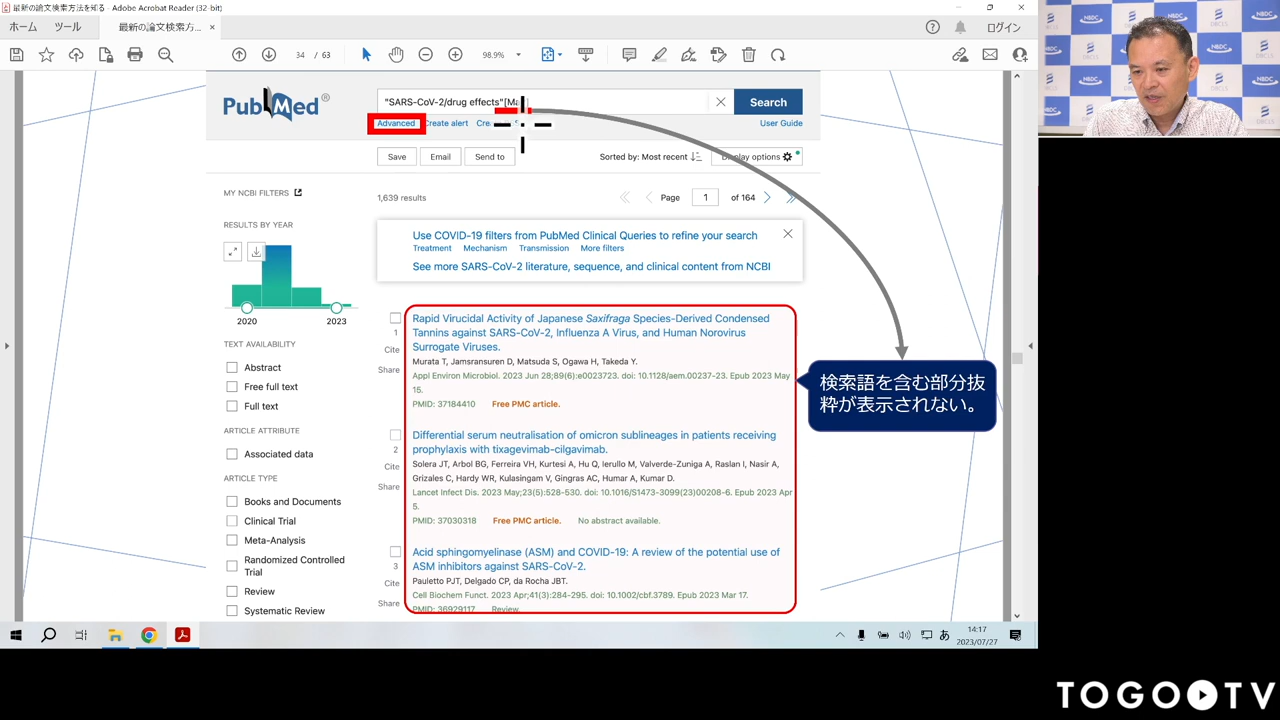 最新の論文検索方法を知る - Adobe Acrobat Reader (32-bit)
ホーム ツール 最新の論文検索方... × ログイン
34 / 63 98.9%
PubMed®
"SARS-CoV-2/drug effects"[Ma
Search
Advanced Create alert User Guide
Save Email Send to Sorted by: Most recent Display options
MY NCBI FILTERS
1,639 results Page 1 of 164
RESULTS BY YEAR
2020 2023
Use COVID-19 filters from PubMed Clinical Queries to refine your search
Treatment Mechanism Transmission More filters
See more SARS-CoV-2 literature, sequence, and clinical content from NCBI
TEXT AVAILABILITY
Abstract
Free full text
Full text
ARTICLE ATTRIBUTE
Associated data
ARTICLE TYPE
Books and Documents
Clinical Trial
Meta-Analysis
Randomized Controlled
Trial
Review
Systematic Review
1
Cite
Share
Rapid Virucidal Activity of Japanese Saxifraga Species-Derived Condensed
Tannins against SARS-CoV-2, Influenza A Virus, and Human Norovirus
Surrogate Viruses.
Murata T, Jamsransuren D, Matsuda S, Ogawa H, Takeda Y.
Appl Environ Microbiol. 2023 Jun 28;89(6):e0023723. doi: 10.1128/aem.00237-23. Epub 2023 May
15.
PMID: 37184410 Free PMC article.
2
Cite
Share
Differential serum neutralisation of omicron sublineages in patients receiving
prophylaxis with tixagevimab-cilgavimab.
Solera JT, Arbol BG, Ferreira VH, Kurtesi A, Hu Q, Ierullo M, Valverde-Zuniga A, Raslan I, Nasir A,
Grizales C, Hardy WR, Kulasingam V, Gingras AC, Humar A, Kumar D.
Lancet Infect Dis. 2023 May;23(5):528-530. doi: 10.1016/S1473-3099(23)00208-6. Epub 2023 Apr
5.
PMID: 37030318 Free PMC article. No abstract available.
3
Cite
Share
Acid sphingomyelinase (ASM) and COVID-19: A review of the potential use of
ASM inhibitors against SARS-CoV-2.
Pauletto PJT, Delgado CP, da Rocha JBT.
Cell Biochem Funct. 2023 Apr;41(3):284-295. doi: 10.1002/cbf.3789. Epub 2023 Mar 17.
PMID: 36929117 Review.
検索語を含む部分抜
粋が表示されない。
あ
14:17
2023/07/27
NBDC
DBCLS
TOGO TV